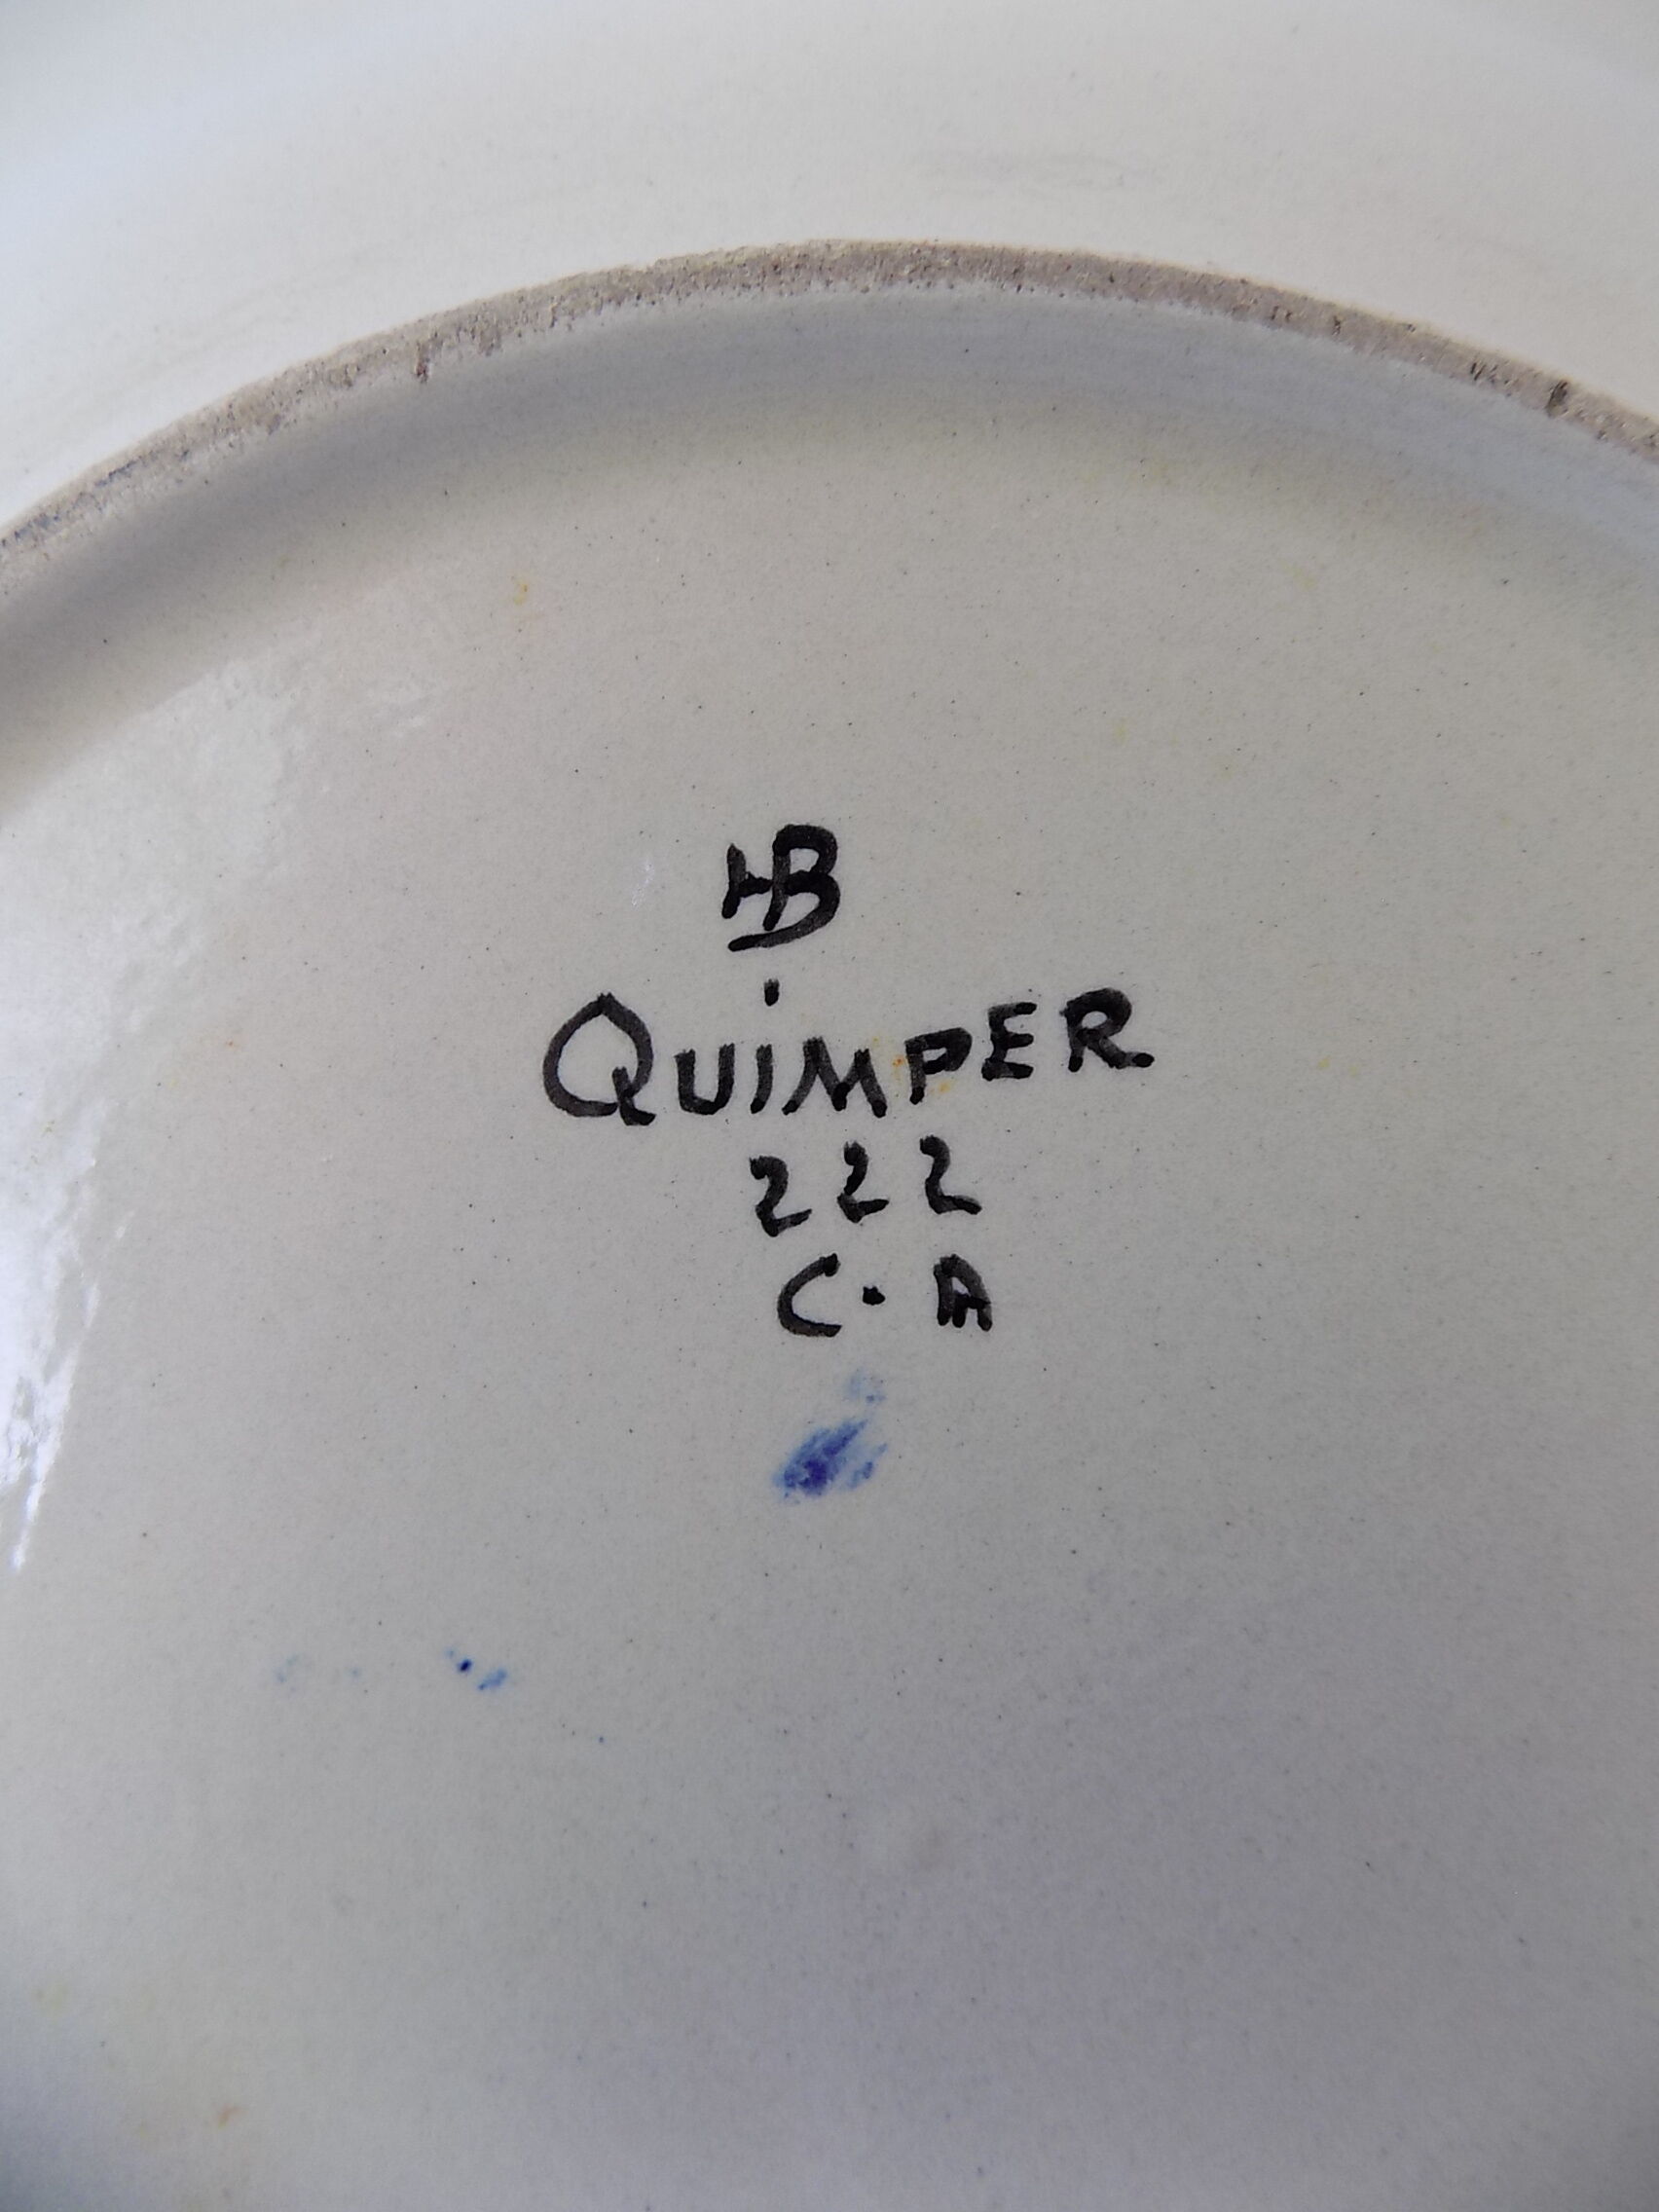 HB
QUiMPER
222
C. A